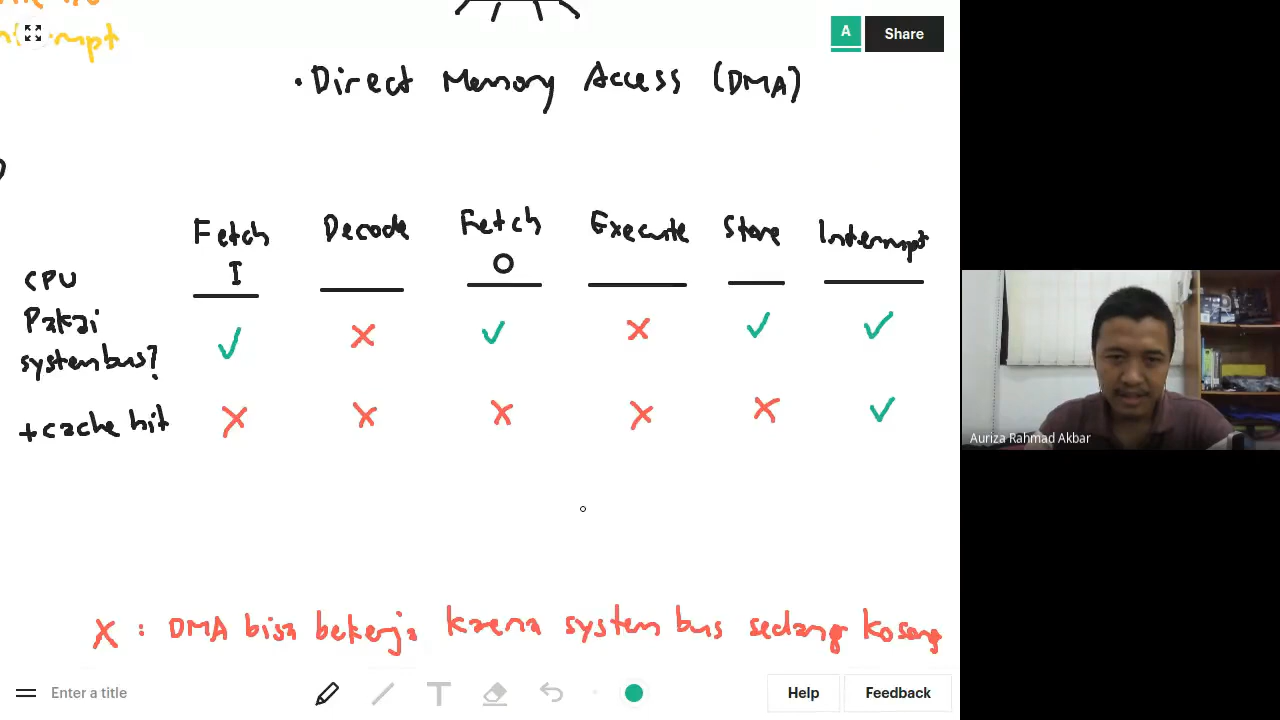 A Share
• Direct Memory Access (DMA)
Fetch I Decode Fetch O Execute Store Interrupt
CPU
Pakai
system bus? ✓ X ✓ X ✓ ✓
+ cache hit X X X X X ✓
X : DMA bisa bekerja karena system bus sedang kosong
Auriza Rahmad Akbar
Enter a title T Help Feedback